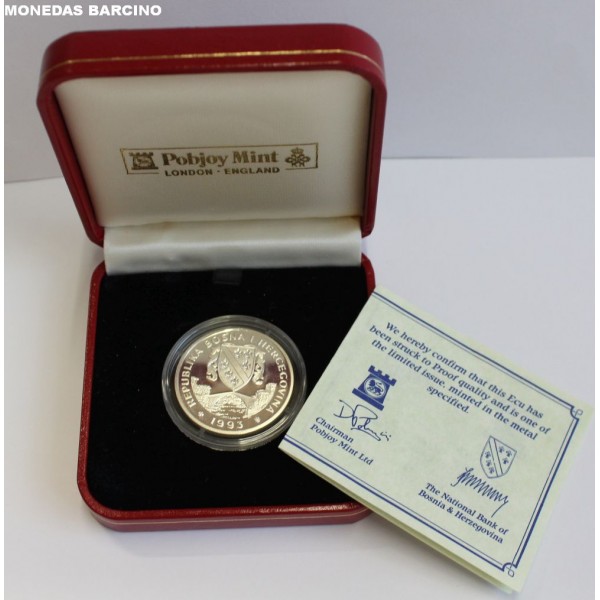 MONEDAS BARCINO
Pobjoy Mint
LONDON · ENGLAND
REPUBLIKA BOSNA I HERCEGOVINA
1993
We hereby confirm that this Ecu has
been struck to Proof quality and is one of
the limited issue, minted in the metal
specified.
Chairman
Pobjoy Mint Ltd
The National Bank of
Bosnia & Herzegovina